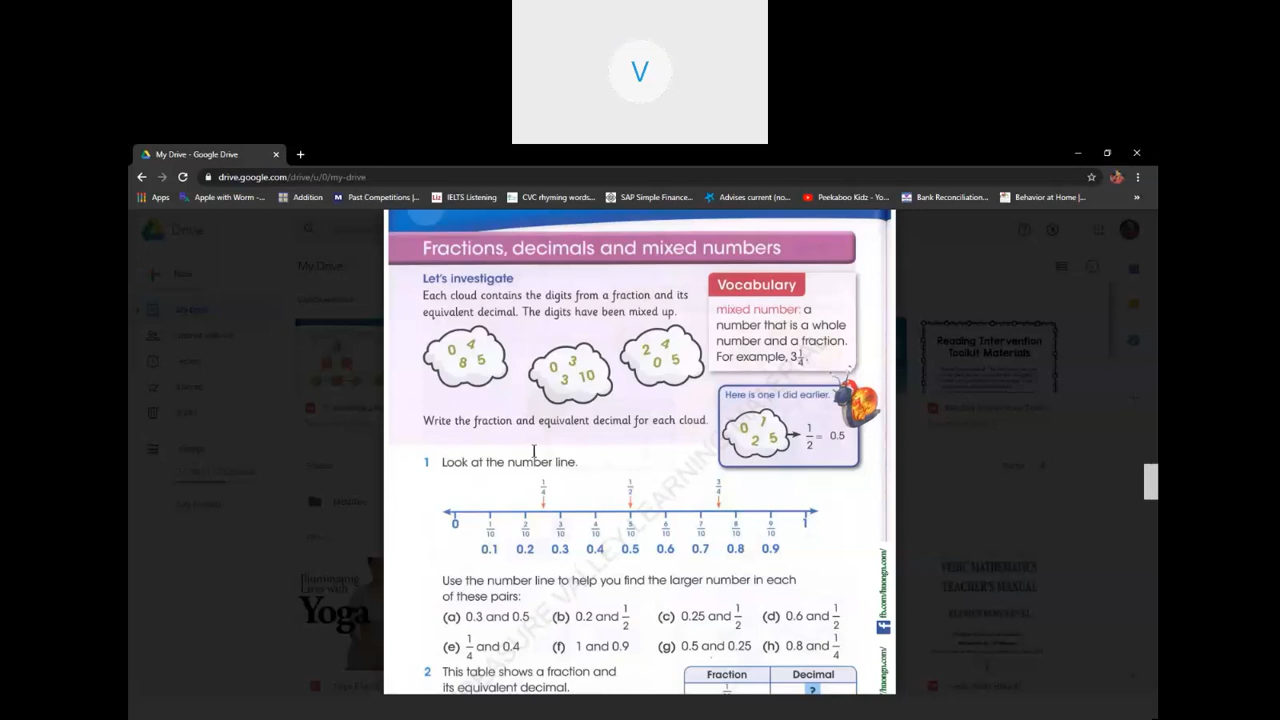 V
My Drive - Google Drive
drive.google.com/drive/u/0/my-drive
Apps Apple with Worm -... Addition Past Competitions |... IELTS Listening CVC rhyming words... SAP Simple Finance... Advises current (no... Peekaboo Kidz - Yo... Bank Reconciliation... Behavior at Home |... »
Drive
My Drive
Fractions, decimals and mixed numbers
Let's investigate
Each cloud contains the digits from a fraction and its
equivalent decimal. The digits have been mixed up.
0 4 8 5
0 3 3 10
2 4 0 5
Write the fraction and equivalent decimal for each cloud.
Vocabulary
mixed number: a
number that is a whole
number and a fraction.
For example, 3 1/4.
Here is one I did earlier.
0 1 2 5 → 1/2 = 0.5
1 Look at the number line.
1/4 1/2 3/4
0 1/10 2/10 3/10 4/10 5/10 6/10 7/10 8/10 9/10 1
0.1 0.2 0.3 0.4 0.5 0.6 0.7 0.8 0.9
Use the number line to help you find the larger number in each
of these pairs:
(a) 0.3 and 0.5 (b) 0.2 and 1/2 (c) 0.25 and 1/2 (d) 0.6 and 1/2
(e) 1/4 and 0.4 (f) 1 and 0.9 (g) 0.5 and 0.25 (h) 0.8 and 1/4
2 This table shows a fraction and
its equivalent decimal.
Fraction Decimal
?
Reading Intervention
Toolkit Materials
Yoga
VEDIC MATHEMATICS
TEACHER'S MANUAL
fb.com/huongn